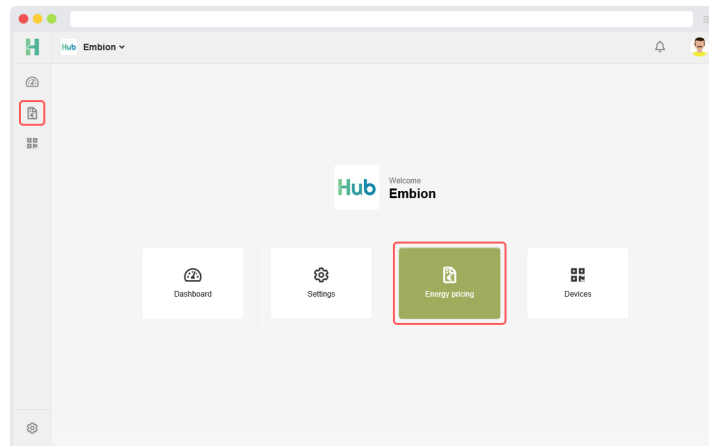 Hub Embion
Hub
Welcome
Embion
Dashboard
Settings
Energy pricing
Devices